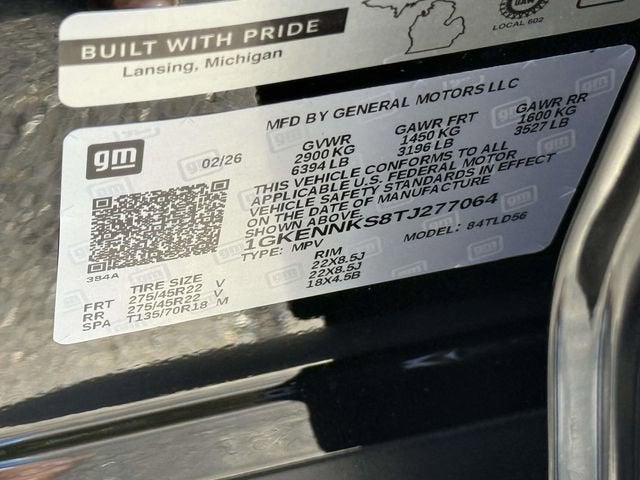 BUILT WITH PRIDE
Lansing, Michigan
LOCAL 602
gm
02/26
MFD BY GENERAL MOTORS LLC
GVWR GAWR FRT GAWR RR
2900 KG 1450 KG 1600 KG
6394 LB 3196 LB 3527 LB
THIS VEHICLE CONFORMS TO ALL
APPLICABLE U.S. FEDERAL MOTOR
VEHICLE SAFETY STANDARDS IN EFFECT
ON THE DATE OF MANUFACTURE
SHOWN ABOVE.
1GKENNKS8TJ277064
TYPE: MPV MODEL: 84TLD56
384A
TIRE SIZE RIM
FRT 275/45R22 V 22X8.5J
RR 275/45R22 V 22X8.5J
SPA T135/70R18 M 18X4.5B